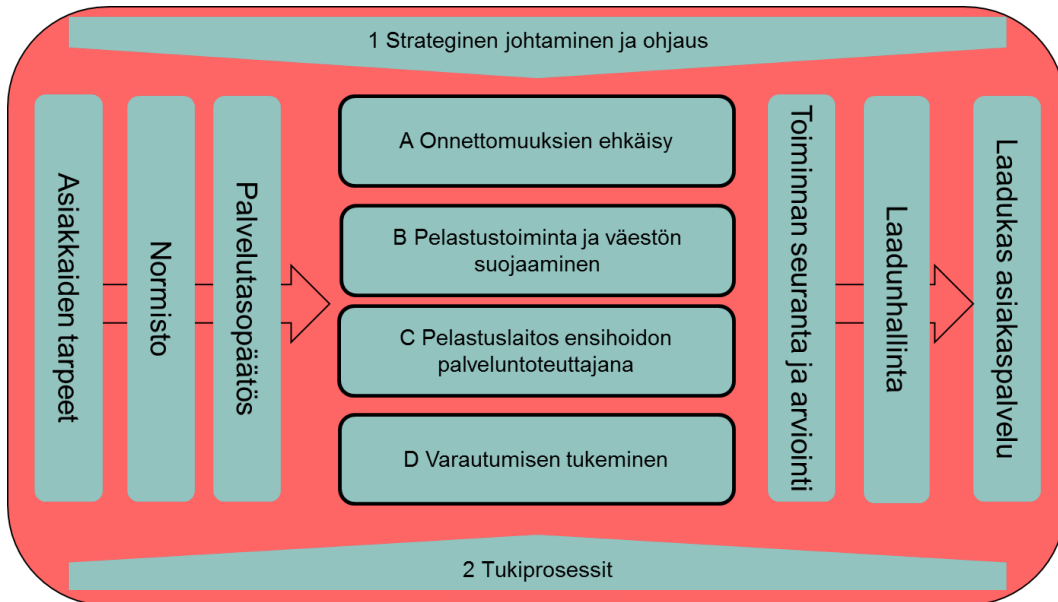 1 Strateginen johtaminen ja ohjaus
Asiakkaiden tarpeet
Normisto
Palvelutasopäätös
A Onnettomuuksien ehkäisy
B Pelastustoiminta ja väestön
suojaaminen
C Pelastuslaitos ensihoidon
palveluntoteuttajana
D Varautumisen tukeminen
Toiminnan seuranta ja arviointi
Laadunhallinta
Laadukas asiakaspalvelu
2 Tukiprosessit